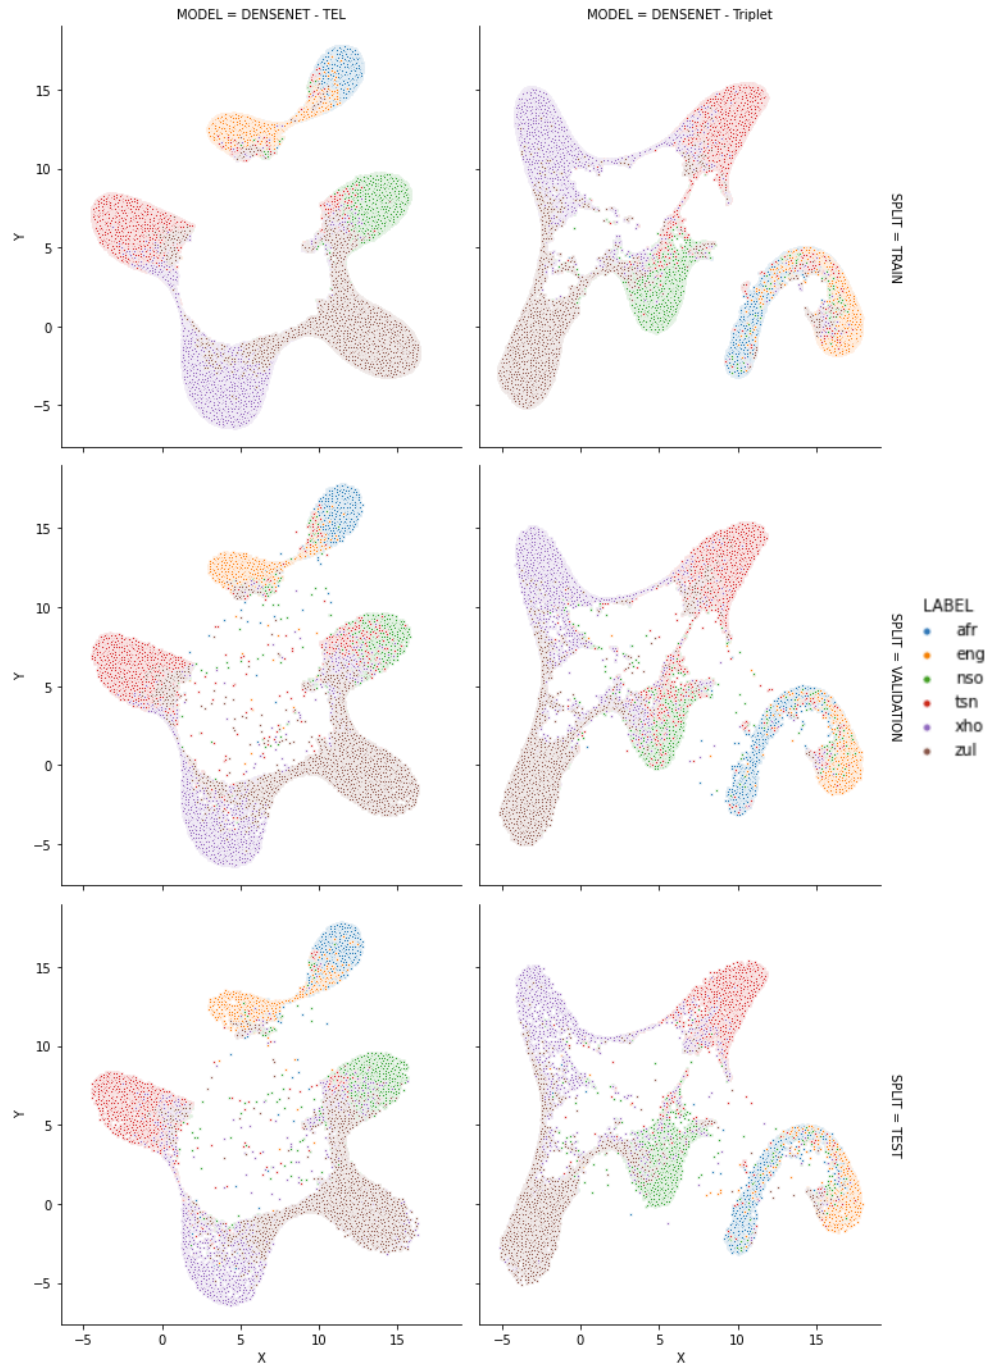 MODEL = DENSENET - TEL
MODEL = DENSENET - Triplet
15
10
5
0
−5
Y
SPLIT = TRAIN
15
10
5
0
−5
Y
SPLIT = VALIDATION
LABEL
afr
eng
nso
tsn
xho
zul
15
10
5
0
−5
Y
SPLIT = TEST
−5 0 5 10 15
X
−5 0 5 10 15
X